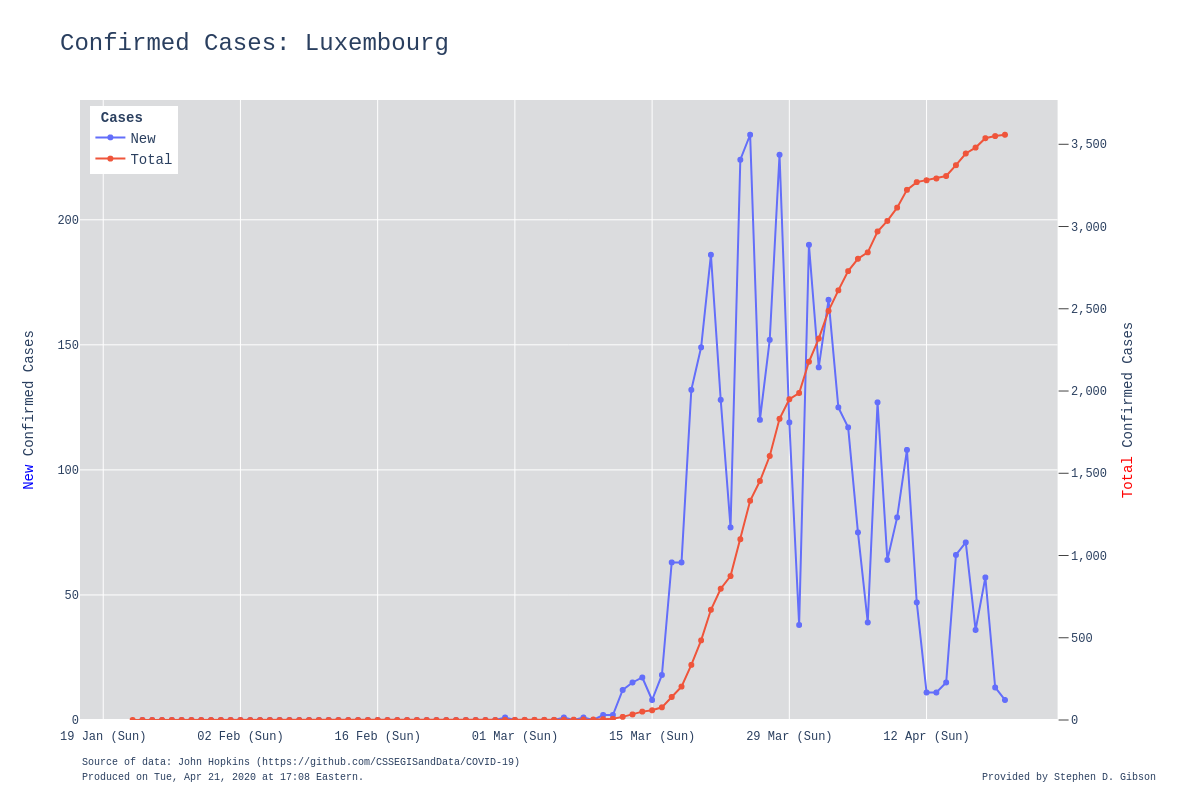 Confirmed Cases: Luxembourg
Cases
New
Total
200
150
100
50
0
New Confirmed Cases
3,500
3,000
2,500
2,000
1,500
1,000
500
0
Total Confirmed Cases
19 Jan (Sun)
02 Feb (Sun)
16 Feb (Sun)
01 Mar (Sun)
15 Mar (Sun)
29 Mar (Sun)
12 Apr (Sun)
Source of data: John Hopkins (https://github.com/CSSEGISandData/COVID-19)
Produced on Tue, Apr 21, 2020 at 17:08 Eastern.
Provided by Stephen D. Gibson